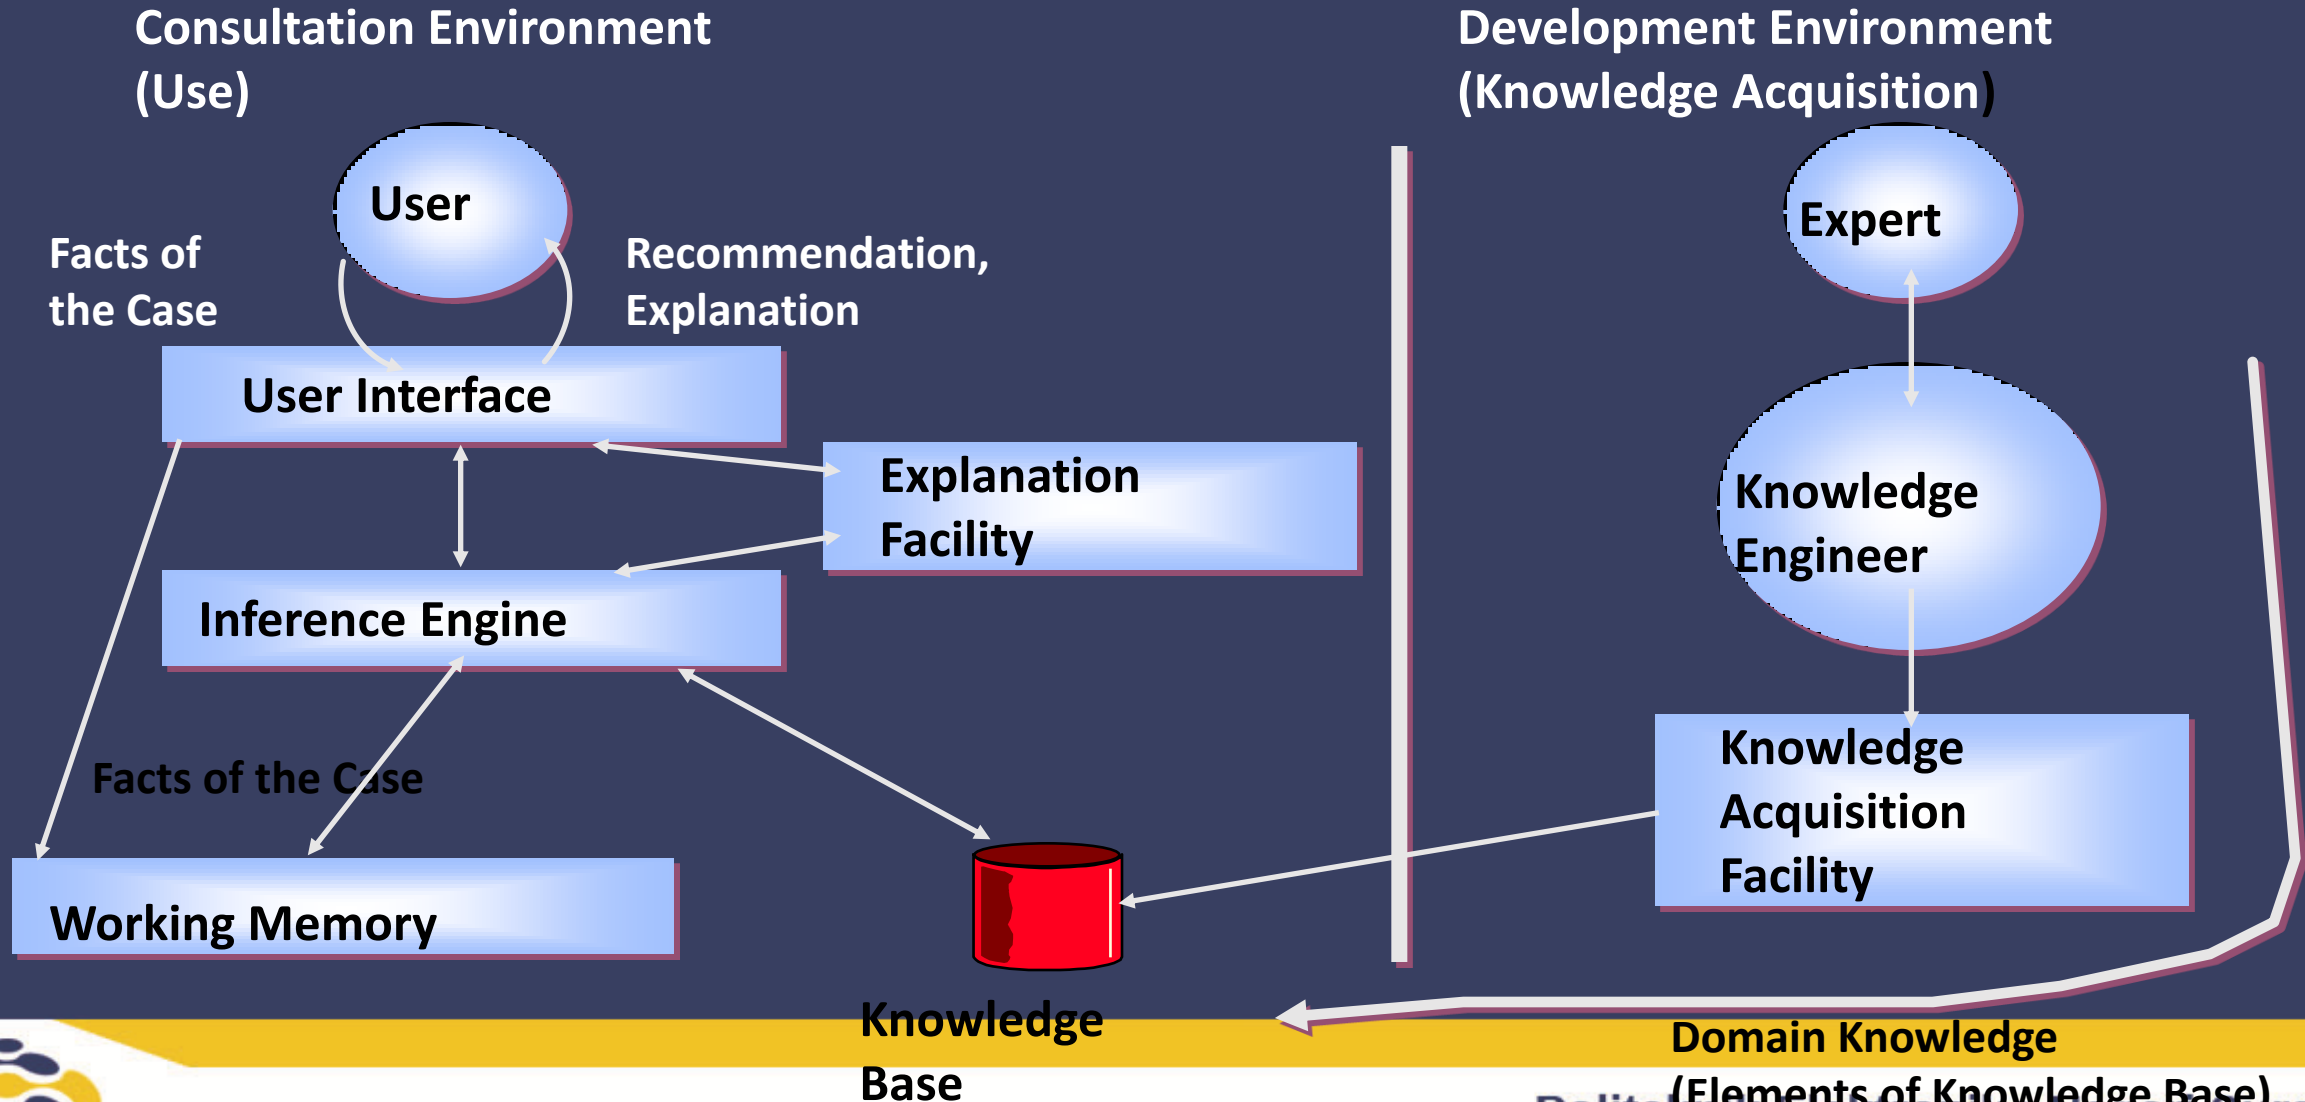 Consultation Environment
(Use)
Development Environment
(Knowledge Acquisition)
User
Expert
Facts of
the Case
Recommendation,
Explanation
User Interface
Explanation
Facility
Knowledge
Engineer
Inference Engine
Facts of the Case
Knowledge
Acquisition
Facility
Working Memory
Knowledge
Base
Domain Knowledge
(Elements of Knowledge Base)